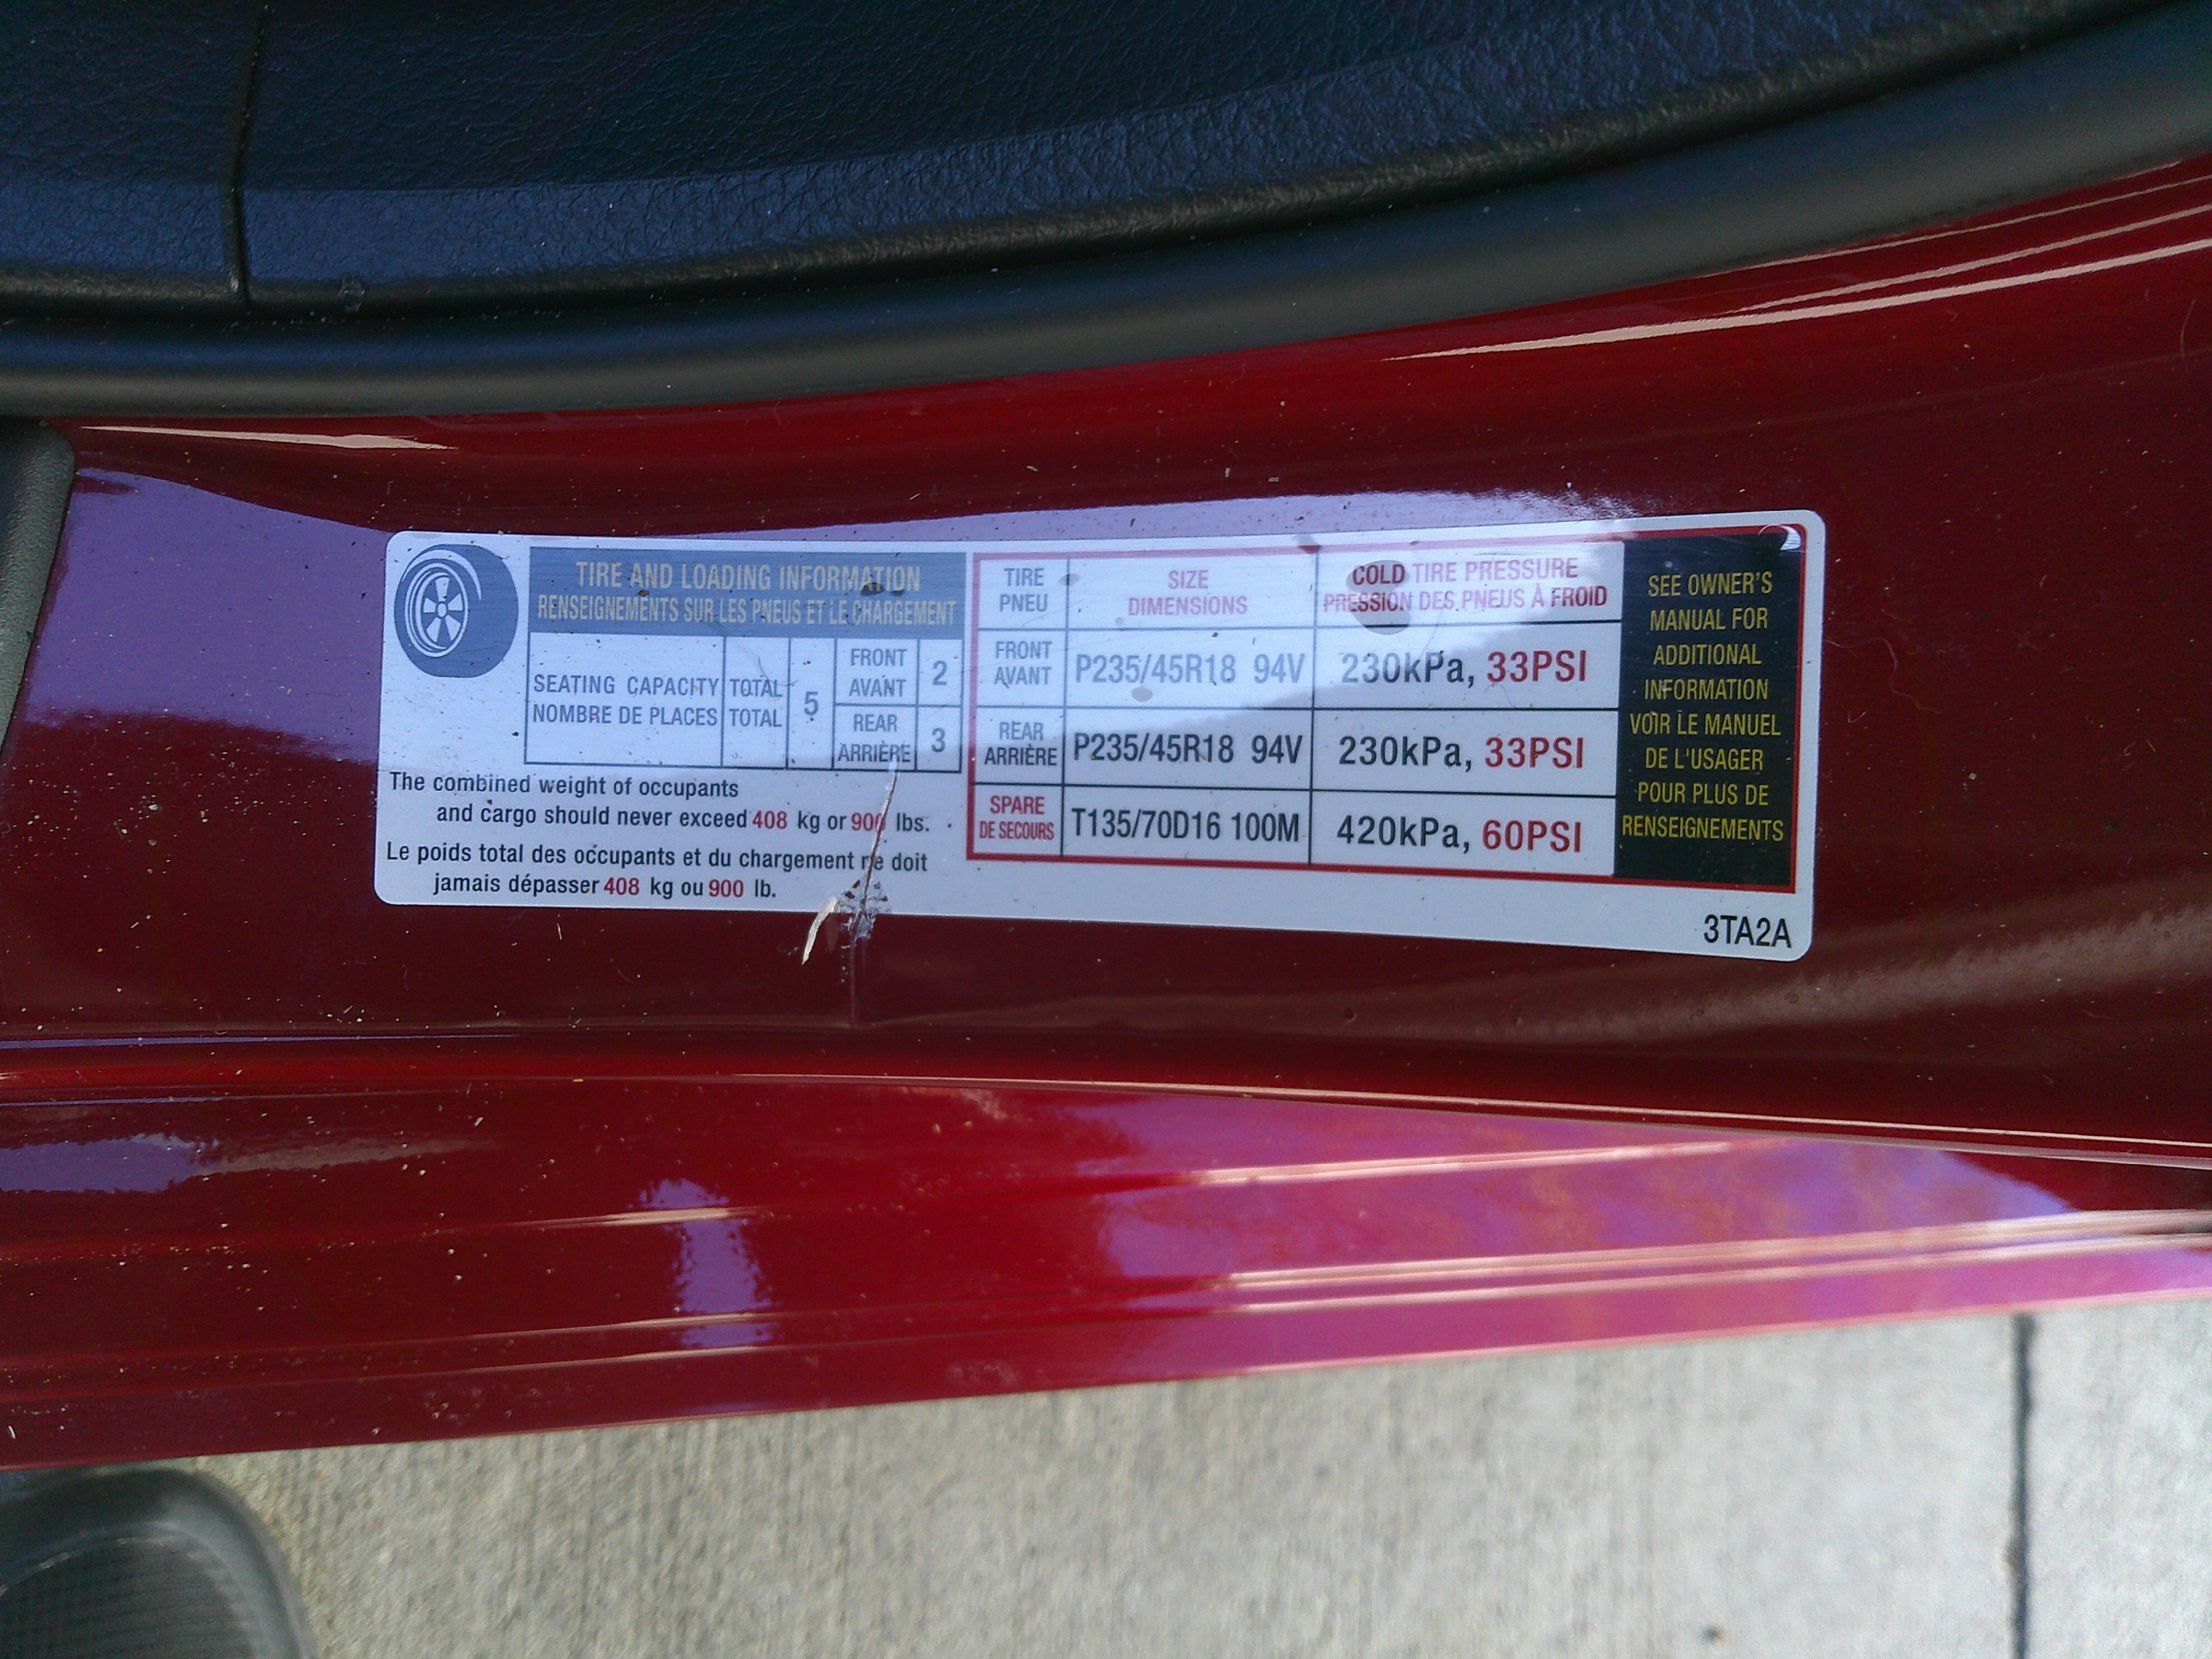 TIRE AND LOADING INFORMATION
RENSEIGNEMENTS SUR LES PNEUS ET LE CHARGEMENT
SEATING CAPACITY
NOMBRE DE PLACES
TOTAL
TOTAL
5
FRONT
AVANT
2
REAR
ARRIÈRE
3
The combined weight of occupants
and cargo should never exceed 408 kg or 900 lbs.
Le poids total des occupants et du chargement ne doit
jamais dépasser 408 kg ou 900 lb.
TIRE
PNEU
SIZE
DIMENSIONS
COLD TIRE PRESSURE
PRESSION DES PNEUS À FROID
FRONT
AVANT
P235/45R18 94V
230kPa, 33PSI
REAR
ARRIÈRE
P235/45R18 94V
230kPa, 33PSI
SPARE
DE SECOURS
T135/70D16 100M
420kPa, 60PSI
SEE OWNER'S
MANUAL FOR
ADDITIONAL
INFORMATION
VOIR LE MANUEL
DE L'USAGER
POUR PLUS DE
RENSEIGNEMENTS
3TA2A